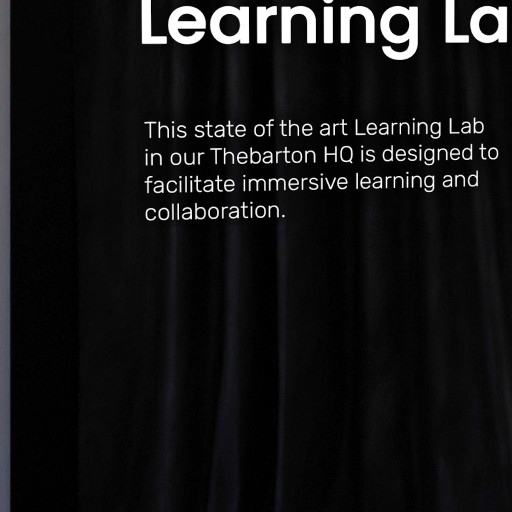 Learning La
This state of the art Learning Lab
in our Thebarton HQ is designed to
facilitate immersive learning and
collaboration.